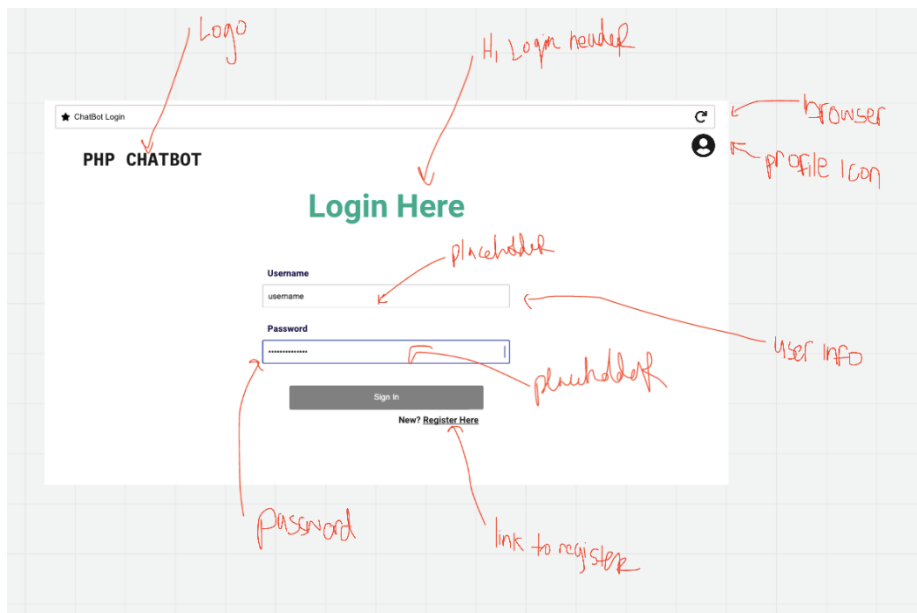 Logo
H1 Login header
browser
ChatBot Login
PHP CHATBOT
profile Icon
Login Here
placeholder
Username
username
Password
user info
••••••••••••••
placeholder
Sign In
New? Register Here
password
link to register